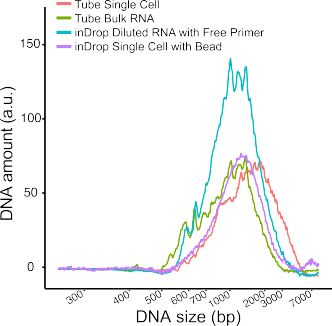 Tube Single Cell
Tube Bulk RNA
inDrop Diluted RNA with Free Primer
inDrop Single Cell with Bead
DNA amount (a.u.)
150
100
50
0
300 400 500 600 700 1000 2000 3000 7000
DNA size (bp)